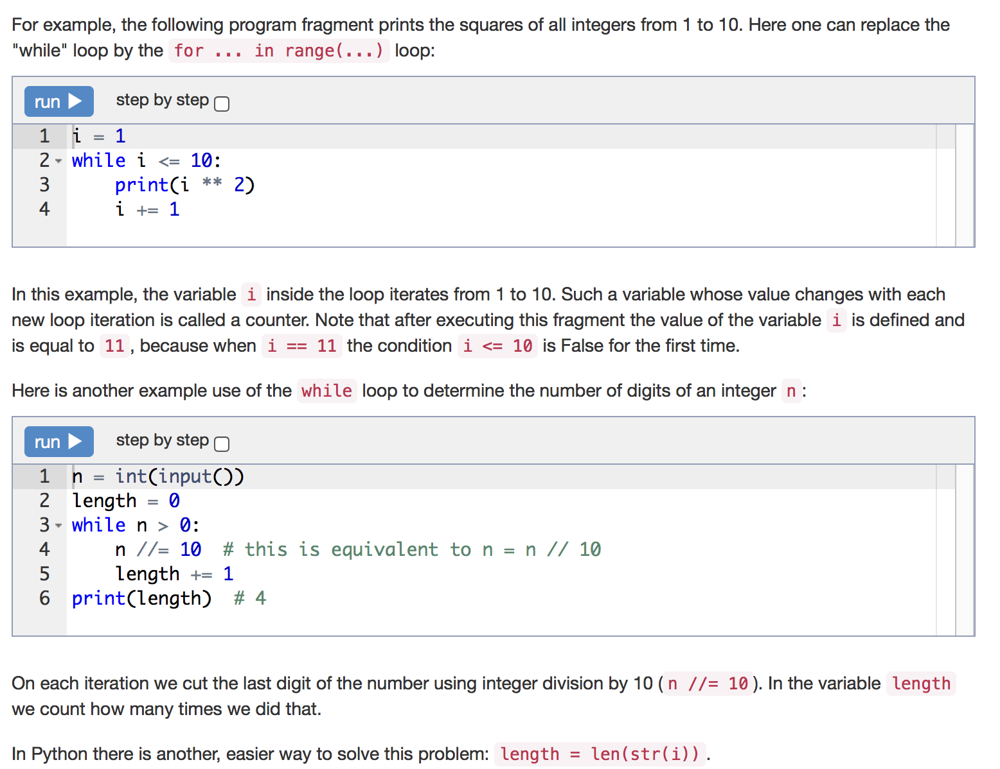 For example, the following program fragment prints the squares of all integers from 1 to 10. Here one can replace the
"while" loop by the for ... in range(...) loop:
run step by step
1 i = 1
2 while i <= 10:
3     print(i ** 2)
4     i += 1
In this example, the variable i inside the loop iterates from 1 to 10. Such a variable whose value changes with each
new loop iteration is called a counter. Note that after executing this fragment the value of the variable i is defined and
is equal to 11, because when i == 11 the condition i <= 10 is False for the first time.
Here is another example use of the while loop to determine the number of digits of an integer n:
run step by step
1 n = int(input())
2 length = 0
3 while n > 0:
4     n //= 10  # this is equivalent to n = n // 10
5     length += 1
6 print(length)  # 4
On each iteration we cut the last digit of the number using integer division by 10 (n //= 10). In the variable length
we count how many times we did that.
In Python there is another, easier way to solve this problem: length = len(str(i)).